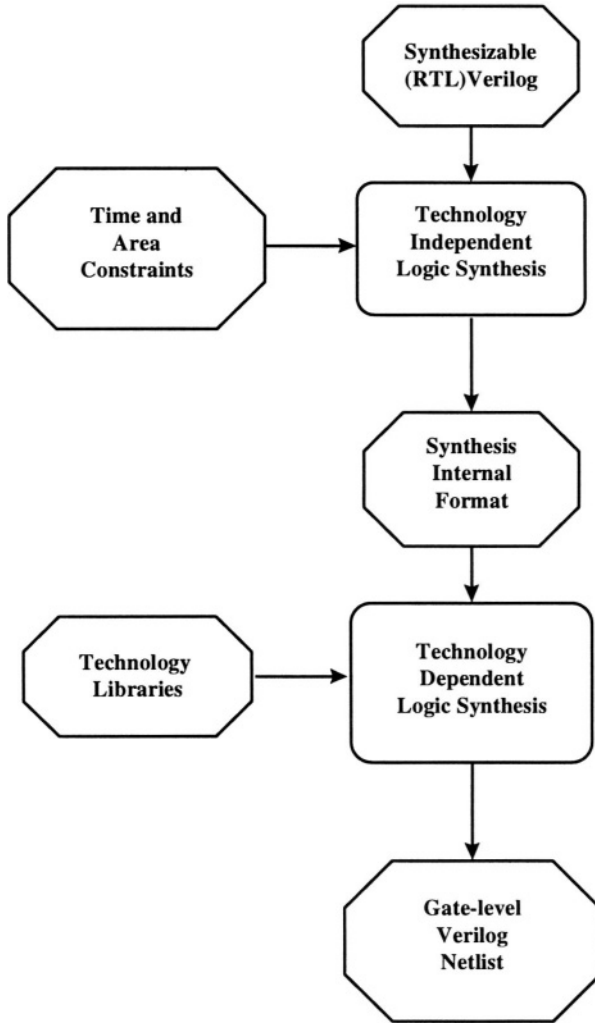 Synthesizable
(RTL)Verilog
Time and
Area
Constraints
Technology
Independent
Logic Synthesis
Synthesis
Internal
Format
Technology
Libraries
Technology
Dependent
Logic Synthesis
Gate-level
Verilog
Netlist